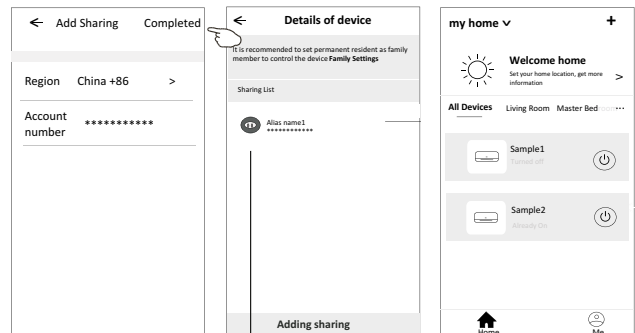 Add Sharing Completed
Region China +86 >
Account
number ***********
Details of device
It is recommended to set permanent resident as family
member to control the device Family Settings
Sharing List
Alias name1
************
Adding sharing
my home
+
Welcome home
Set your home location, get more
information
>
All Devices Living Room Master Bedroom ...
Sample1
Turned off
Sample2
Already On
Home Me